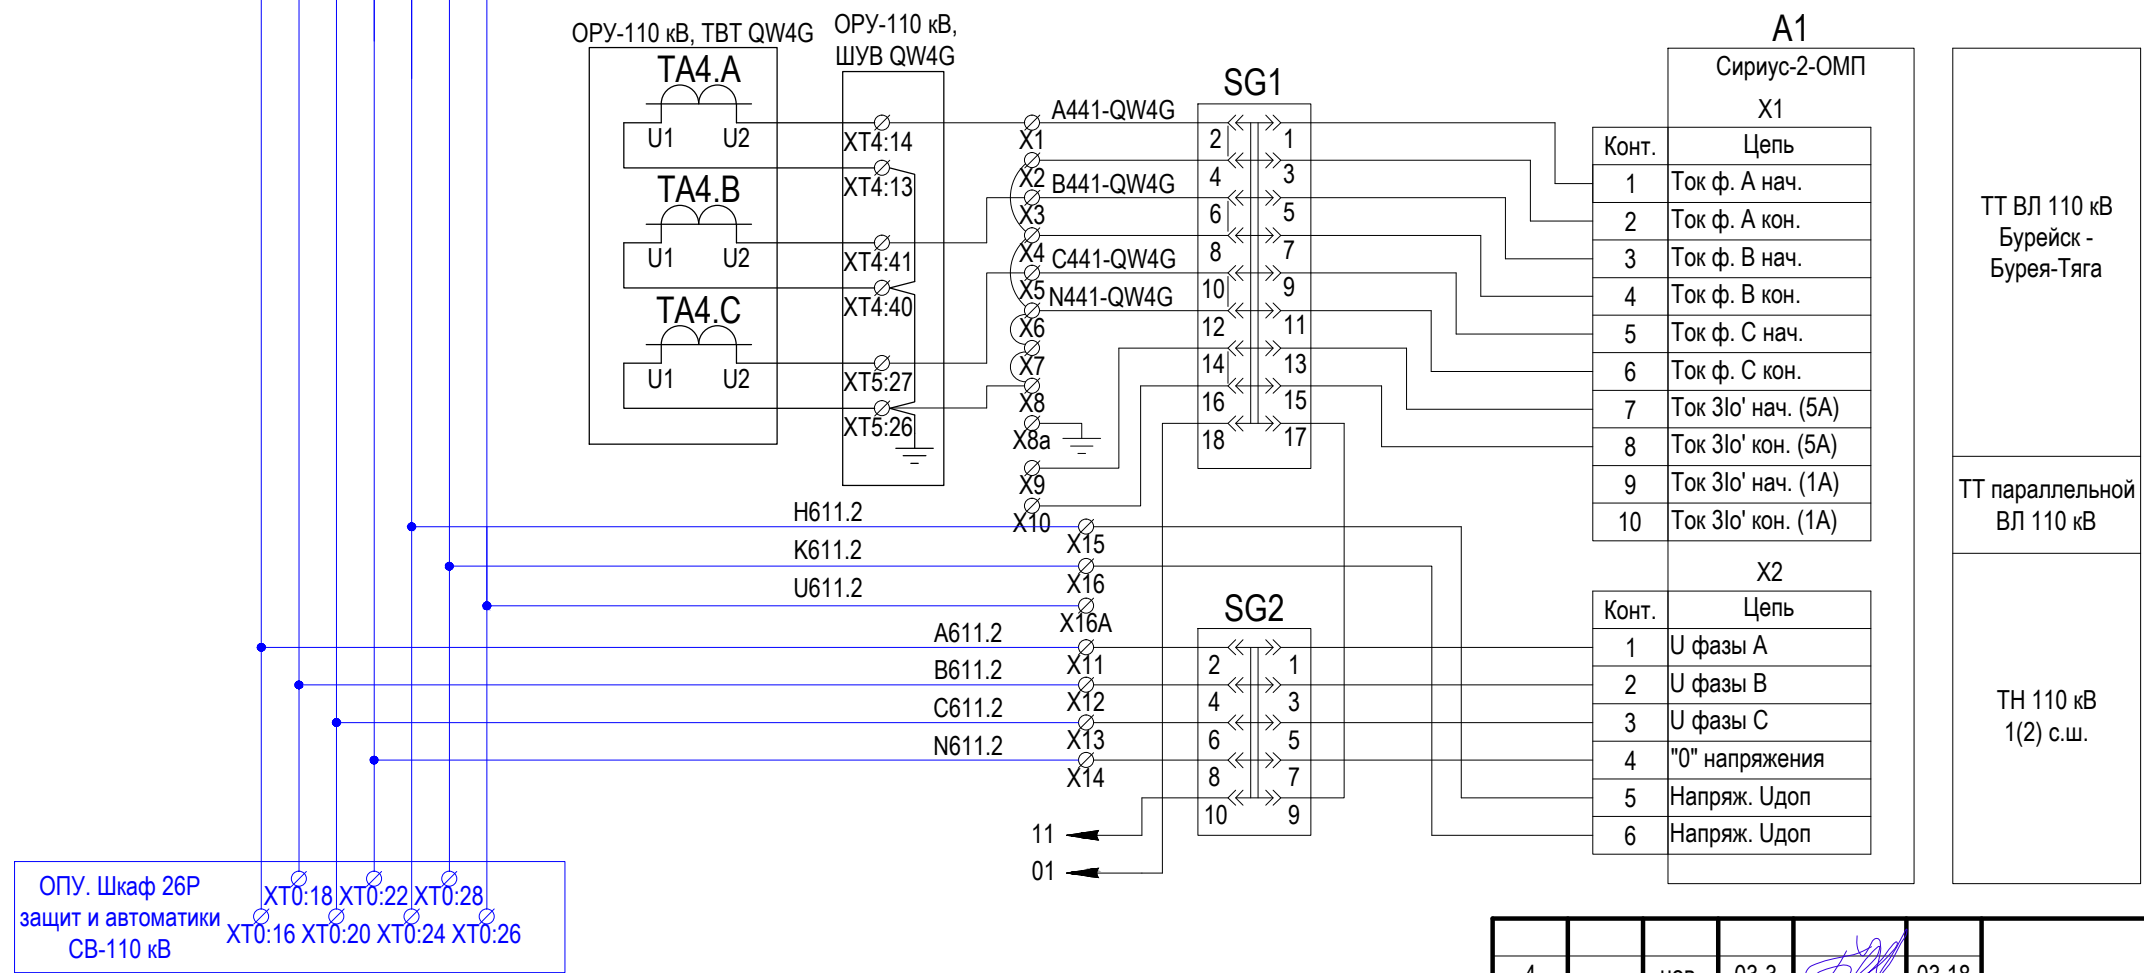 ОРУ-110 кВ, ТВТ QW4G
ОРУ-110 кВ,
ШУВ QW4G
TA4.A
U1 U2
TA4.B
U1 U2
TA4.C
U1 U2
XT4:14
XT4:13
XT4:41
XT4:40
XT5:27
XT5:26
X1
X2
X3
X4
X5
X6
X7
X8
X8a
X9
X10
A441-QW4G
B441-QW4G
C441-QW4G
N441-QW4G
SG1
2 1
4 3
6 5
8 7
10 9
12 11
14 13
16 15
18 17
A1
Сириус-2-ОМП
X1
Конт. Цепь
1 Ток ф. А нач.
2 Ток ф. А кон.
3 Ток ф. В нач.
4 Ток ф. В кон.
5 Ток ф. С нач.
6 Ток ф. С кон.
7 Ток 3Io' нач. (5А)
8 Ток 3Io' кон. (5А)
9 Ток 3Io' нач. (1А)
10 Ток 3Io' кон. (1А)
X2
Конт. Цепь
1 U фазы А
2 U фазы В
3 U фазы С
4 "0" напряжения
5 Напряж. Uдоп
6 Напряж. Uдоп
ТТ ВЛ 110 кВ
Бурейск -
Бурея-Тяга
ТТ параллельной
ВЛ 110 кВ
ТН 110 кВ
1(2) с.ш.
H611.2
K611.2
U611.2
A611.2
B611.2
C611.2
N611.2
X15
X16
X16A
X11
X12
X13
X14
SG2
2 1
4 3
6 5
8 7
10 9
11
01
ОПУ. Шкаф 26Р
защит и автоматики
СВ-110 кВ
XT0:18 XT0:22 XT0:28
XT0:16 XT0:20 XT0:24 XT0:26
4 нов. 03-3 03.18